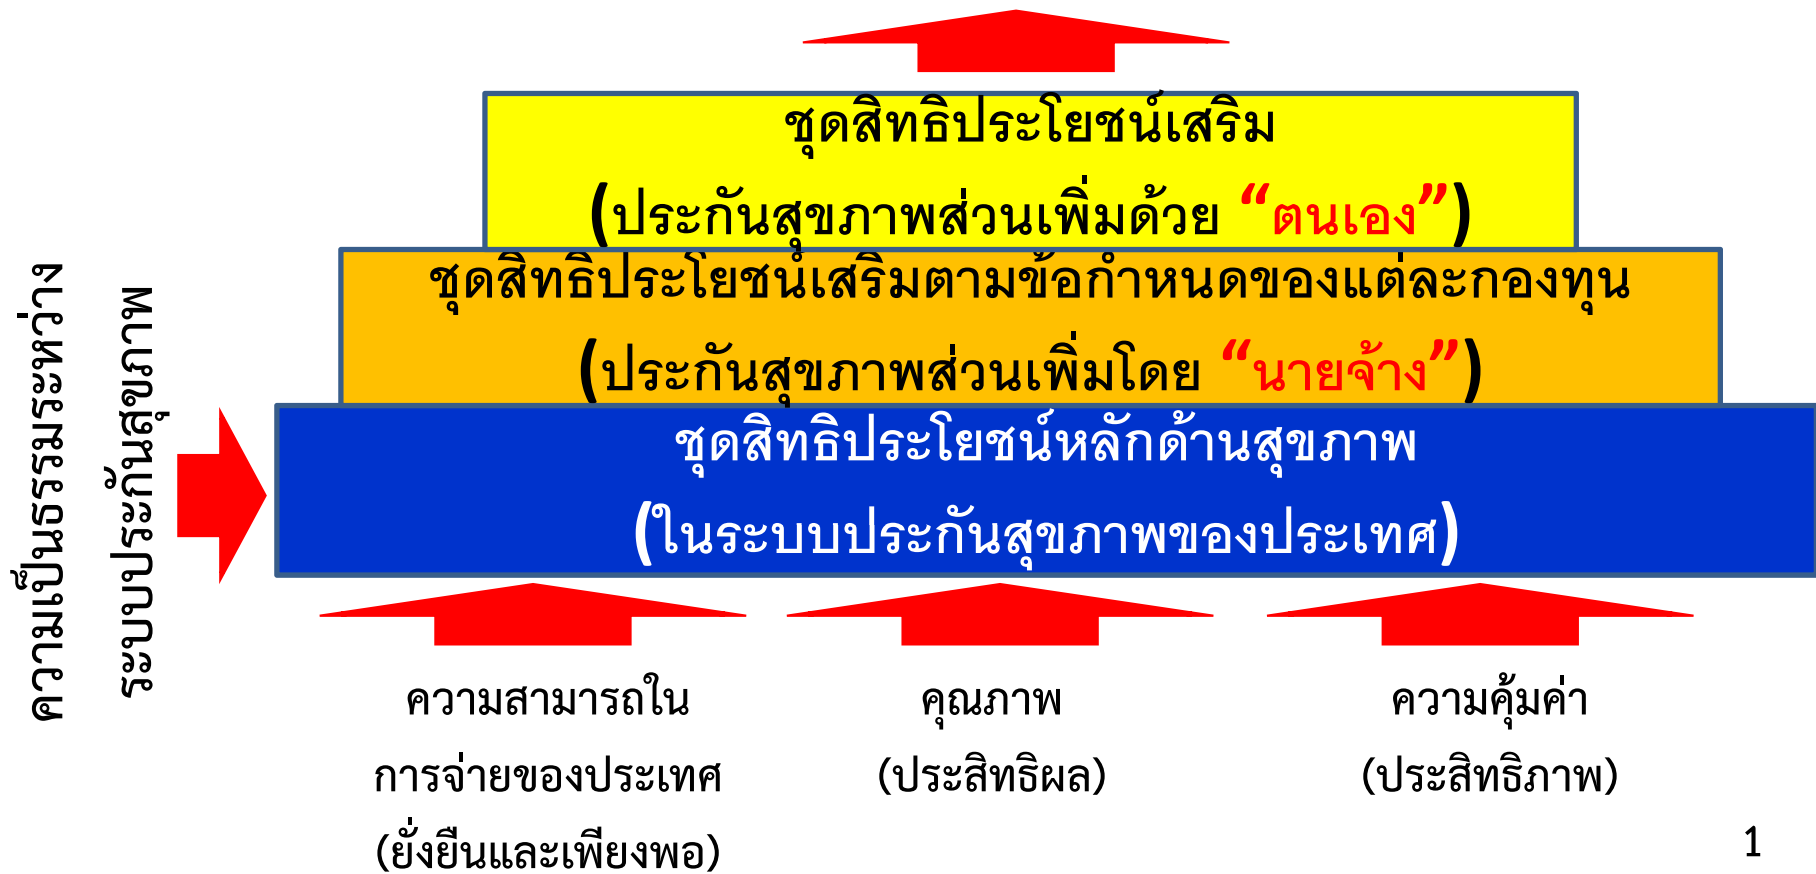 ชุดสิทธิประโยชน์เสริม
(ประกันสุขภาพส่วนเพิ่มด้วย “ตนเอง”)
ชุดสิทธิประโยชน์เสริมตามข้อกำหนดของแต่ละกองทุน
(ประกันสุขภาพส่วนเพิ่มโดย “นายจ้าง”)
ชุดสิทธิประโยชน์หลักด้านสุขภาพ
(ในระบบประกันสุขภาพของประเทศ)
ความเป็นธรรมระหว่าง
ระบบประกันสุขภาพ
ความสามารถใน
การจ่ายของประเทศ
(ยั่งยืนและเพียงพอ)
คุณภาพ
(ประสิทธิผล)
ความคุ้มค่า
(ประสิทธิภาพ)
1